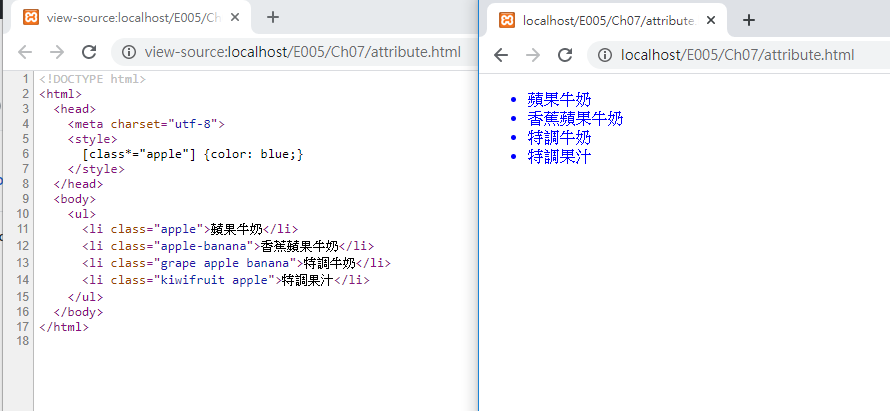 view-source:localhost/E005/Ch
view-source:localhost/E005/Ch07/attribute.html
1 <!DOCTYPE html>
2 <html>
3 <head>
4 <meta charset="utf-8">
5 <style>
6 [class*="apple"] {color: blue;}
7 </style>
8 </head>
9 <body>
10 <ul>
11 <li class="apple">蘋果牛奶</li>
12 <li class="apple-banana">香蕉蘋果牛奶</li>
13 <li class="grape apple banana">特調牛奶</li>
14 <li class="kiwifruit apple">特調果汁</li>
15 </ul>
16 </body>
17 </html>
18
localhost/E005/Ch07/attribute
localhost/E005/Ch07/attribute.html
蘋果牛奶
香蕉蘋果牛奶
特調牛奶
特調果汁